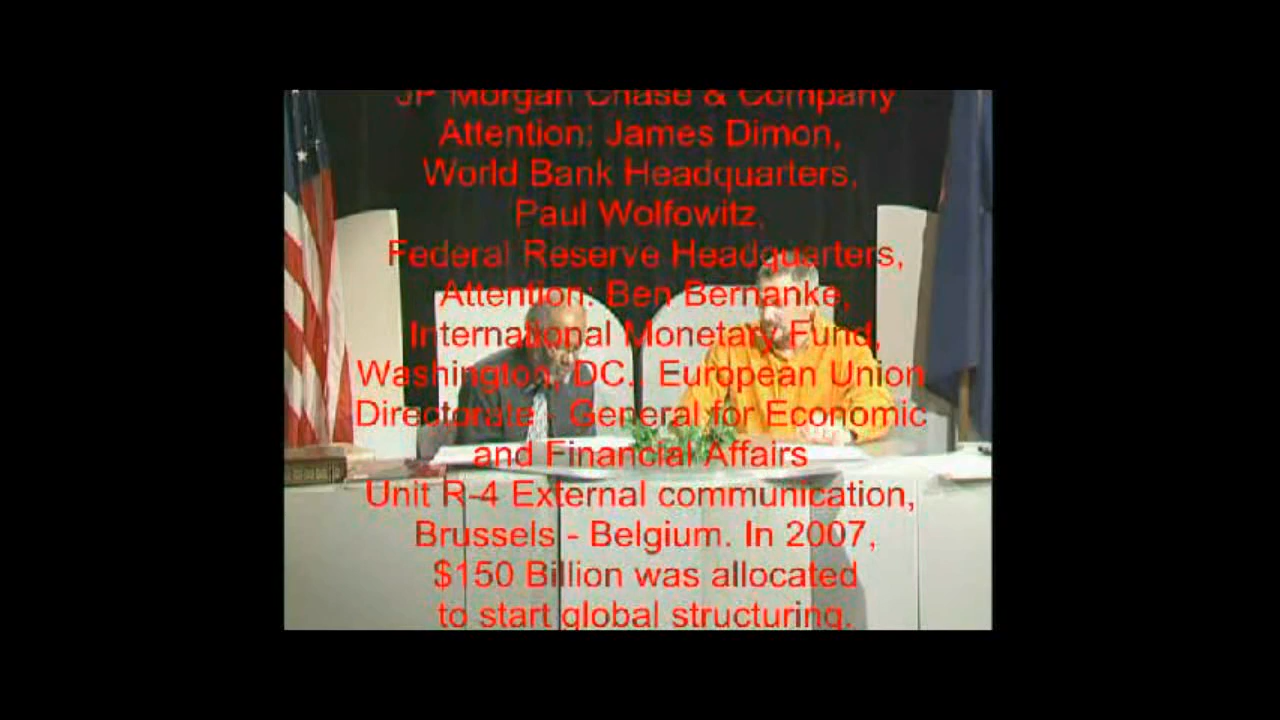 JP Morgan Chase & Company
Attention: James Dimon,
World Bank Headquarters,
Paul Wolfowitz,
Federal Reserve Headquarters,
Attention: Ben Bernanke,
International Monetary Fund,
Washington, DC., European Union
Directorate - General for Economic
and Financial Affairs
Unit R-4 External communication,
Brussels - Belgium. In 2007,
$150 Billion was allocated
to start global structuring.